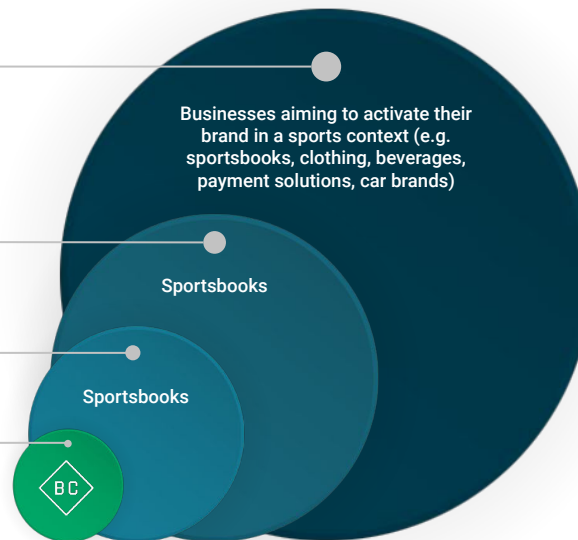 Businesses aiming to activate their
brand in a sports context (e.g.
sportsbooks, clothing, beverages,
payment solutions, car brands)
Sportsbooks
Sportsbooks
BC